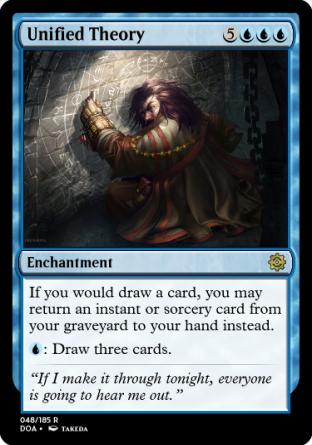 Unified Theory 5
Enchantment
If you would draw a card, you may
return an instant or sorcery card from
your graveyard to your hand instead.
: Draw three cards.
“If I make it through tonight, everyone
is going to hear me out.”
048/185 R
DOA • TAKEDA